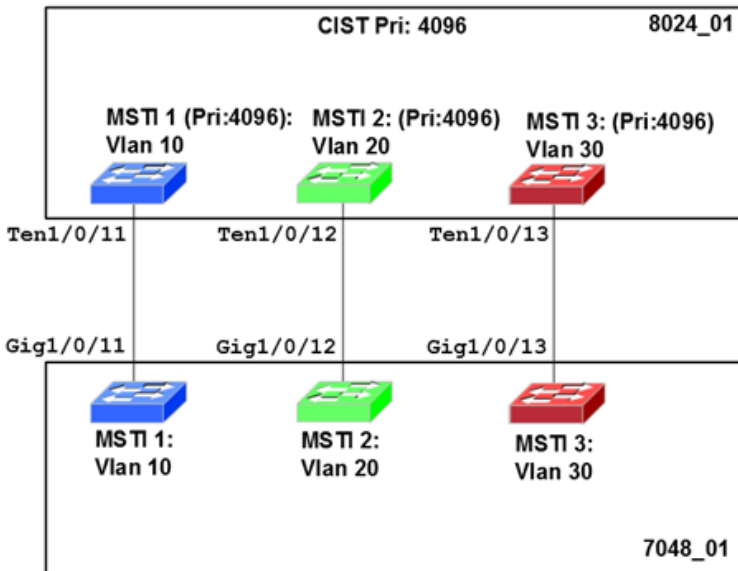 CIST Pri: 4096
8024_01
MSTI 1 (Pri:4096):
Vlan 10
MSTI 2: (Pri:4096)
Vlan 20
MSTI 3: (Pri:4096)
Vlan 30
Ten1/0/11
Ten1/0/12
Ten1/0/13
Gig1/0/11
Gig1/0/12
Gig1/0/13
MSTI 1:
Vlan 10
MSTI 2:
Vlan 20
MSTI 3:
Vlan 30
7048_01